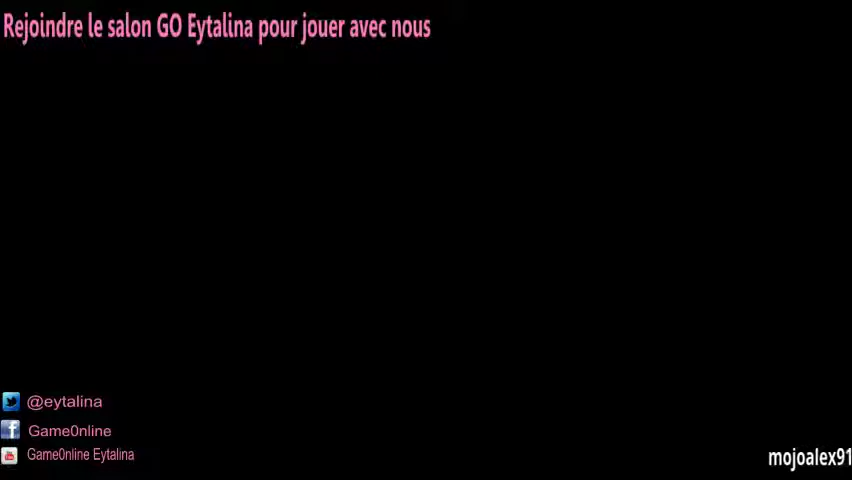 Rejoindre le salon GO Eytalina pour jouer avec nous
@eytalina
Game0nline
Game0nline Eytalina
mojoalex91